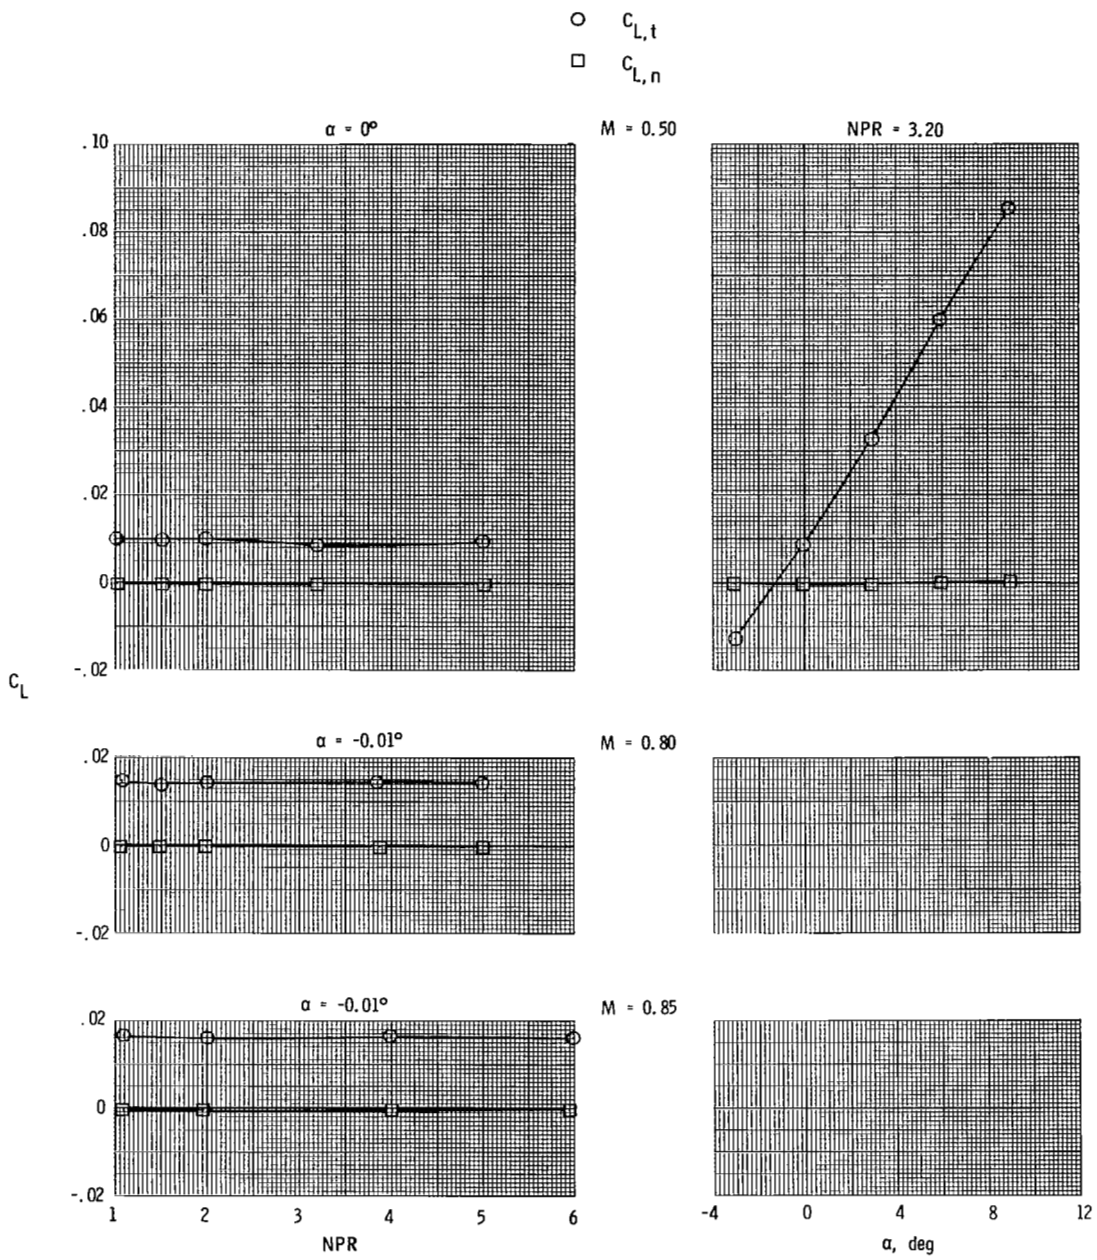 C_L,t
C_L,n
α = 0°
M = 0.50
NPR = 3.20
.10
.08
.06
.04
.02
0
-.02
C_L
α = -0.01°
M = 0.80
.02
0
-.02
α = -0.01°
M = 0.85
.02
0
-.02
1 2 3 4 5 6
NPR
-4 0 4 8 12
α, deg